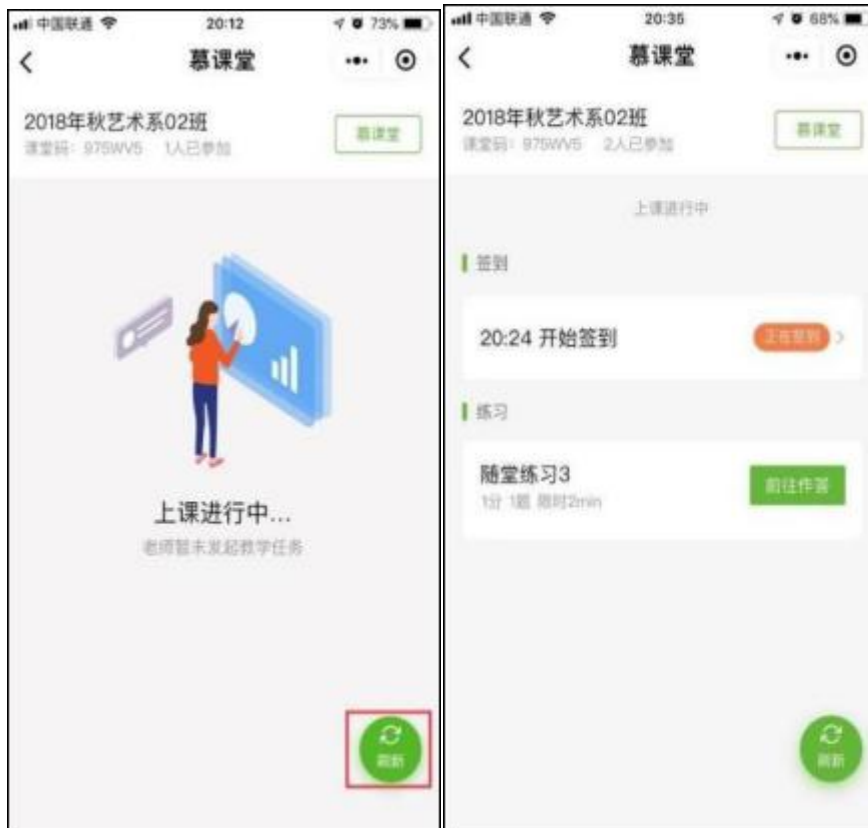 中国联通
20:12
73%
慕课堂
2018年秋艺术系02班
课堂码：975WV5 1人已参加
慕课堂
上课进行中...
老师暂未发起教学任务
刷新
中国联通
20:35
68%
慕课堂
2018年秋艺术系02班
课堂码：975WV5 2人已参加
慕课堂
上课进行中
签到
20:24 开始签到
正在签到
练习
随堂练习3
1分 1题 限时2min
前往作答
刷新